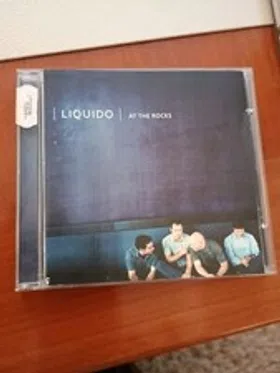 | LIQUIDO | AT THE ROCKS